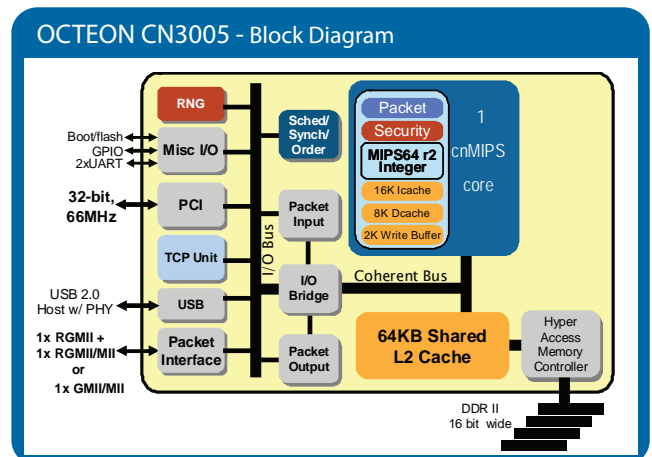 OCTEON CN3005 - Block Diagram
RNG
Boot/flash
GPIO
2xUART
Misc I/O
32-bit,
66MHz
PCI
TCP Unit
USB 2.0
Host w/ PHY
USB
1x RGMII +
1x RGMII/MII
or
1x GMII/MII
Packet
Interface
I/O Bus
Sched/
Synch/
Order
Packet
Input
I/O
Bridge
Packet
Output
Packet
Security
MIPS64 r2
Integer
16K Icache
8K Dcache
2K Write Buffer
1
cnMIPS
core
Coherent Bus
64KB Shared
L2 Cache
Hyper
Access
Memory
Controller
DDR II
16 bit wide